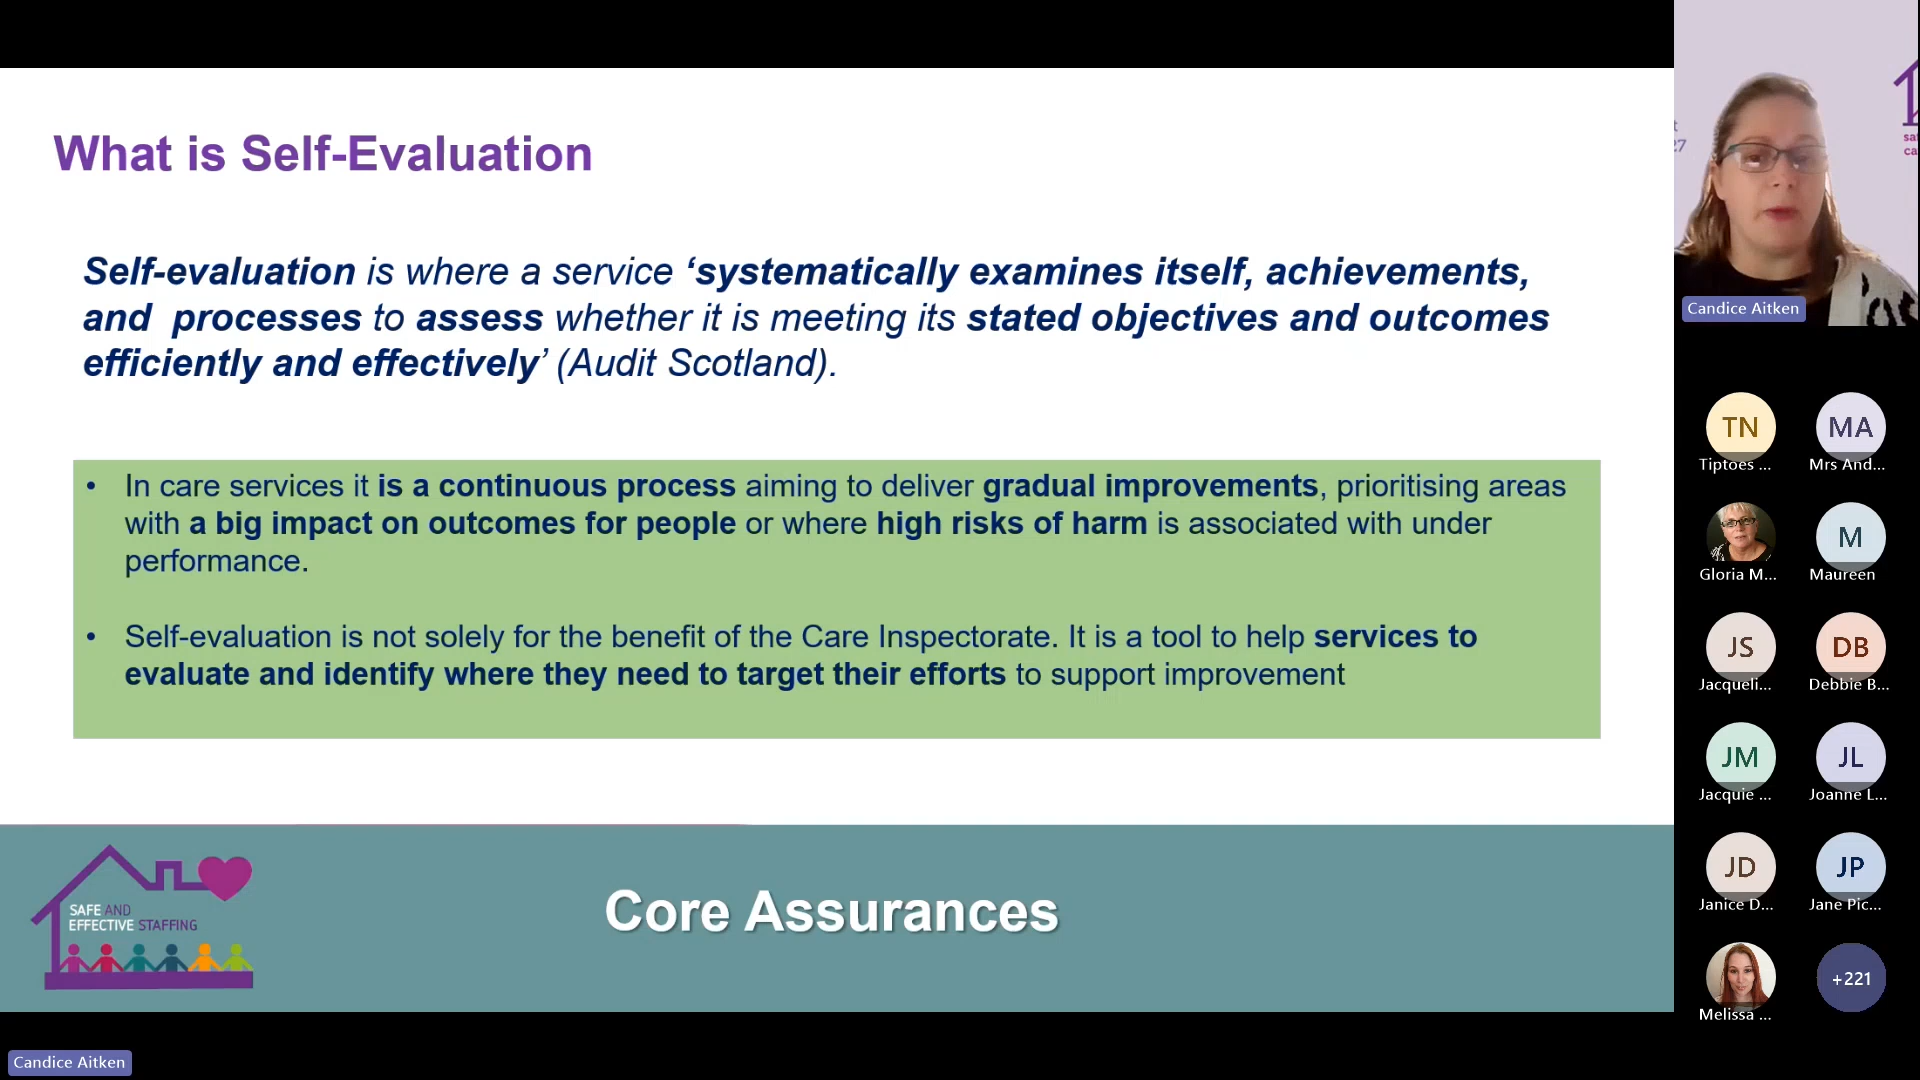 What is Self-Evaluation
Self-evaluation is where a service ‘systematically examines itself, achievements,
and  processes to assess whether it is meeting its stated objectives and outcomes
efficiently and effectively’ (Audit Scotland).
• In care services it is a continuous process aiming to deliver gradual improvements, prioritising areas
with a big impact on outcomes for people or where high risks of harm is associated with under
performance.
• Self-evaluation is not solely for the benefit of the Care Inspectorate. It is a tool to help services to
evaluate and identify where they need to target their efforts to support improvement
SAFE AND
EFFECTIVE STAFFING
Core Assurances
Candice Aitken
27
Candice Aitken
TN
Tiptoes ...
MA
Mrs And...
Gloria M...
M
Maureen
JS
Jacqueli...
DB
Debbie B...
JM
Jacquie ...
JL
Joanne L...
JD
Janice D...
JP
Jane Pic...
Melissa ...
+221